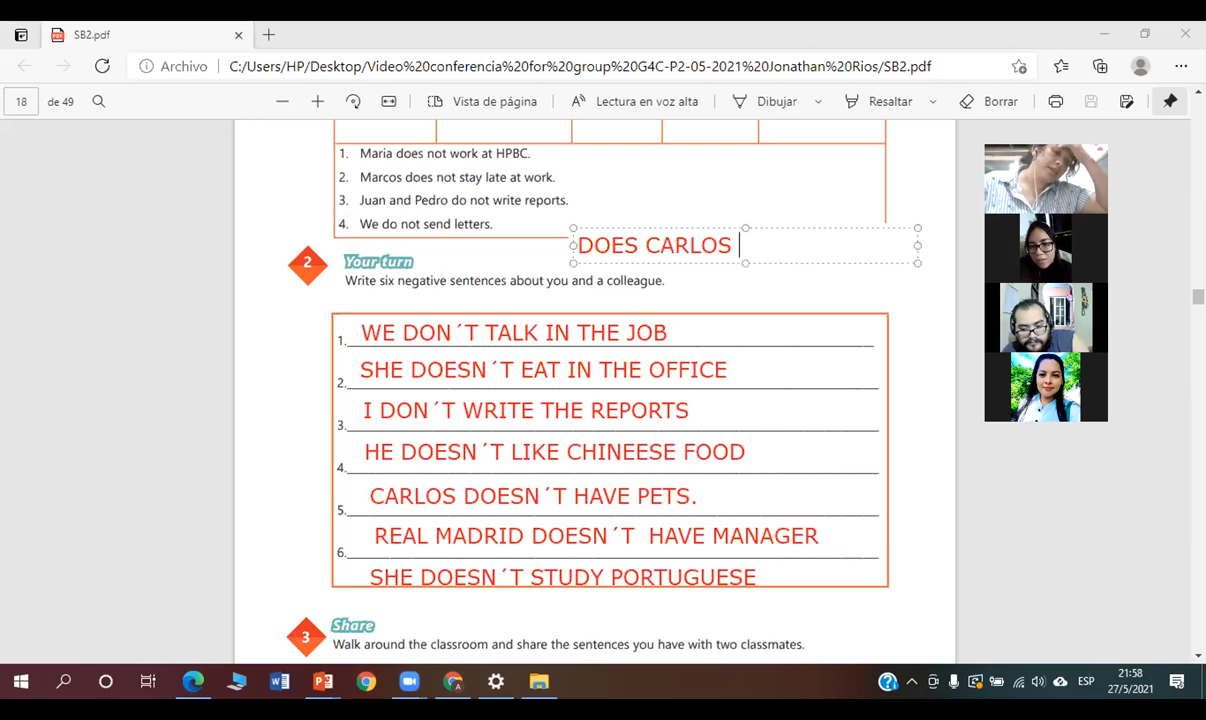 SB2.pdf
Archivo
C:/Users/HP/Desktop/Video%20conferencia%20for%20group%20G4C-P2-05-2021%20Jonathan%20Rios/SB2.pdf
18
de 49
Vista de página
Lectura en voz alta
Dibujar
Resaltar
Borrar
1. Maria does not work at HPBC.
2. Marcos does not stay late at work.
3. Juan and Pedro do not write reports.
4. We do not send letters.
DOES CARLOS
2
Your turn
Write six negative sentences about you and a colleague.
1. WE DON´T TALK IN THE JOB
2. SHE DOESN´T EAT IN THE OFFICE
3. I DON´T WRITE THE REPORTS
4. HE DOESN´T LIKE CHINEESE FOOD
5. CARLOS DOESN´T HAVE PETS.
6. REAL MADRID DOESN´T HAVE MANAGER
SHE DOESN´T STUDY PORTUGUESE
3
Share
Walk around the classroom and share the sentences you have with two classmates.
ESP
21:58
27/5/2021